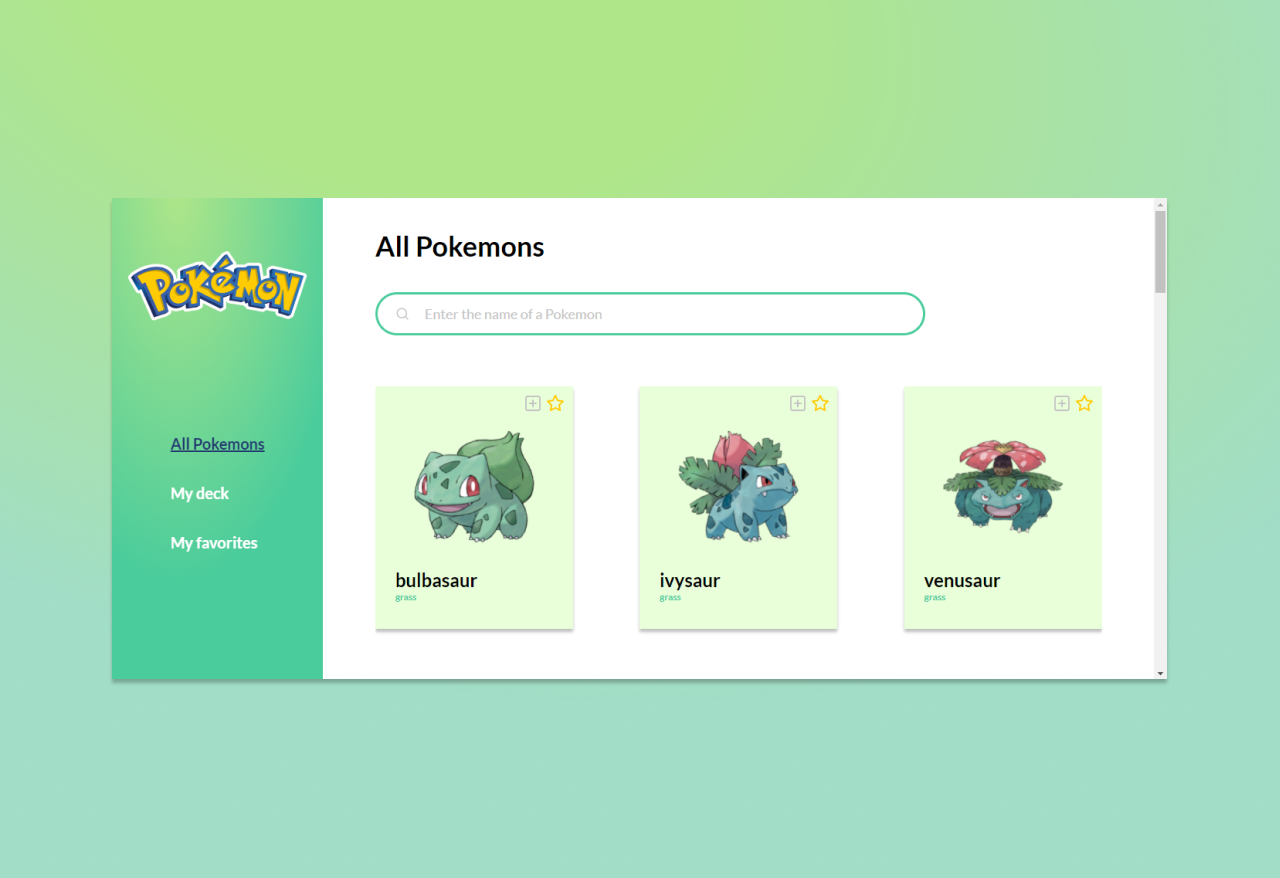 POKéMON
All Pokemons
My deck
My favorites
All Pokemons
Enter the name of a Pokemon
bulbasaur
grass
ivysaur
grass
venusaur
grass